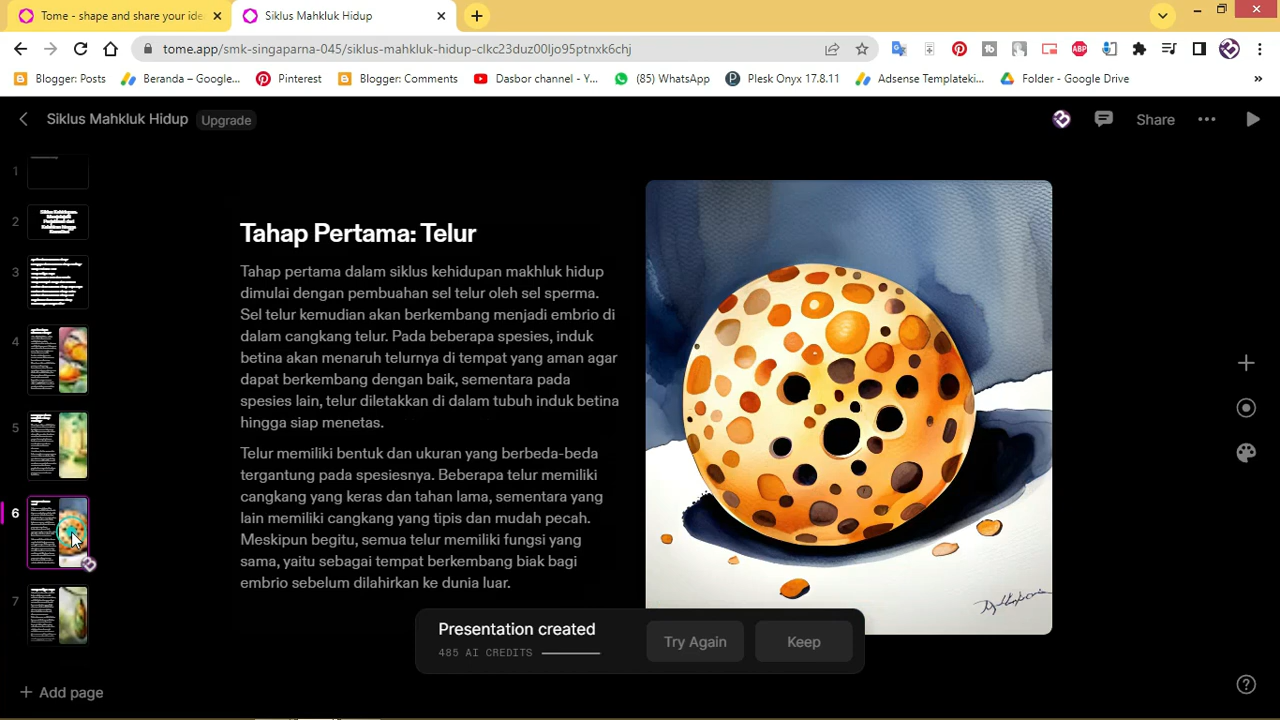 Tome - shape and share your ide
Siklus Mahkluk Hidup
tome.app/smk-singaparna-045/siklus-mahkluk-hidup-clkc23duz00ljo95ptnxk6chj
ABP
Blogger: Posts
Beranda – Google...
Pinterest
Blogger: Comments
Dasbor channel - Y...
(85) WhatsApp
Plesk Onyx 17.8.11
Adsense Templateki...
Folder - Google Drive
»
Siklus Mahkluk Hidup
Upgrade
Share
1
2
3
4
5
6
7
Tahap Pertama: Telur
Tahap pertama dalam siklus kehidupan makhluk hidup
dimulai dengan pembuahan sel telur oleh sel sperma.
Sel telur kemudian akan berkembang menjadi embrio di
dalam cangkang telur. Pada beberapa spesies, induk
betina akan menaruh telurnya di tempat yang aman agar
dapat berkembang dengan baik, sementara pada
spesies lain, telur diletakkan di dalam tubuh induk betina
hingga siap menetas.
Telur memiliki bentuk dan ukuran yang berbeda-beda
tergantung pada spesiesnya. Beberapa telur memiliki
cangkang yang keras dan tahan lama, sementara yang
lain memiliki cangkang yang tipis dan mudah pecah.
Meskipun begitu, semua telur memiliki fungsi yang
sama, yaitu sebagai tempat berkembang biak bagi
embrio sebelum dilahirkan ke dunia luar.
Presentation created
485 AI CREDITS
Try Again
Keep
+ Add page